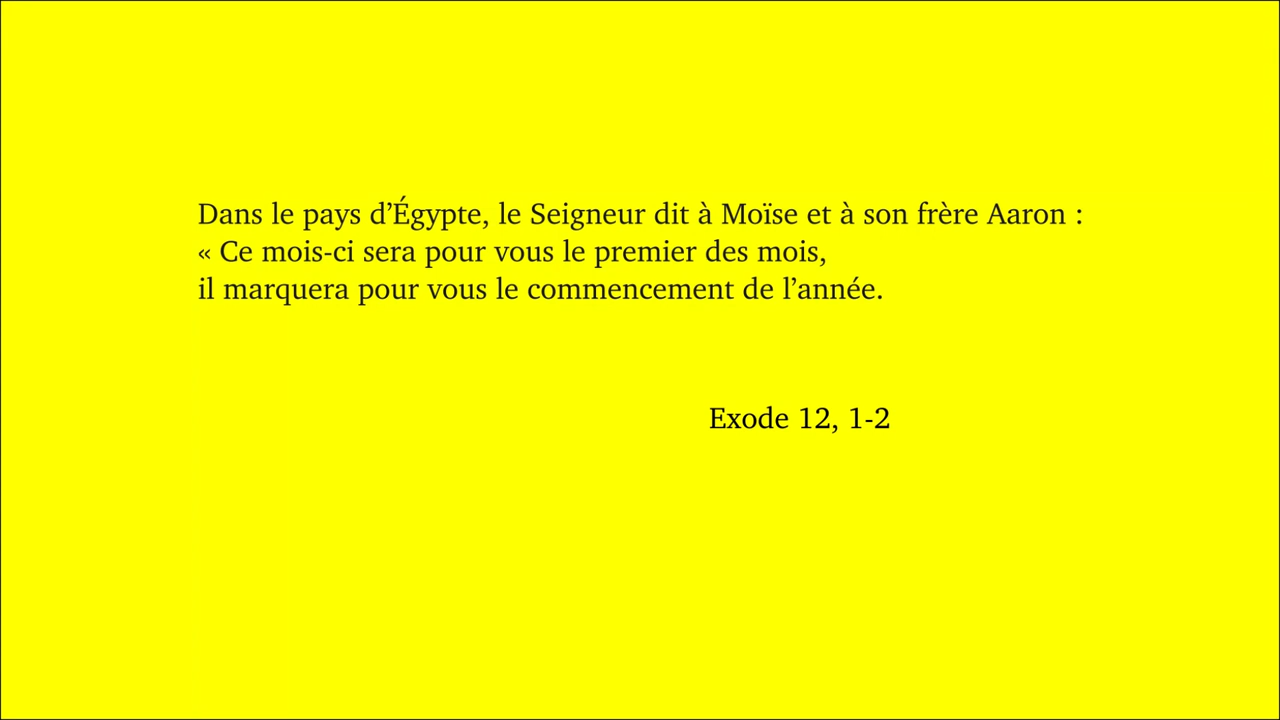 Dans le pays d’Égypte, le Seigneur dit à Moïse et à son frère Aaron :
« Ce mois-ci sera pour vous le premier des mois,
il marquera pour vous le commencement de l’année.
Exode 12, 1-2